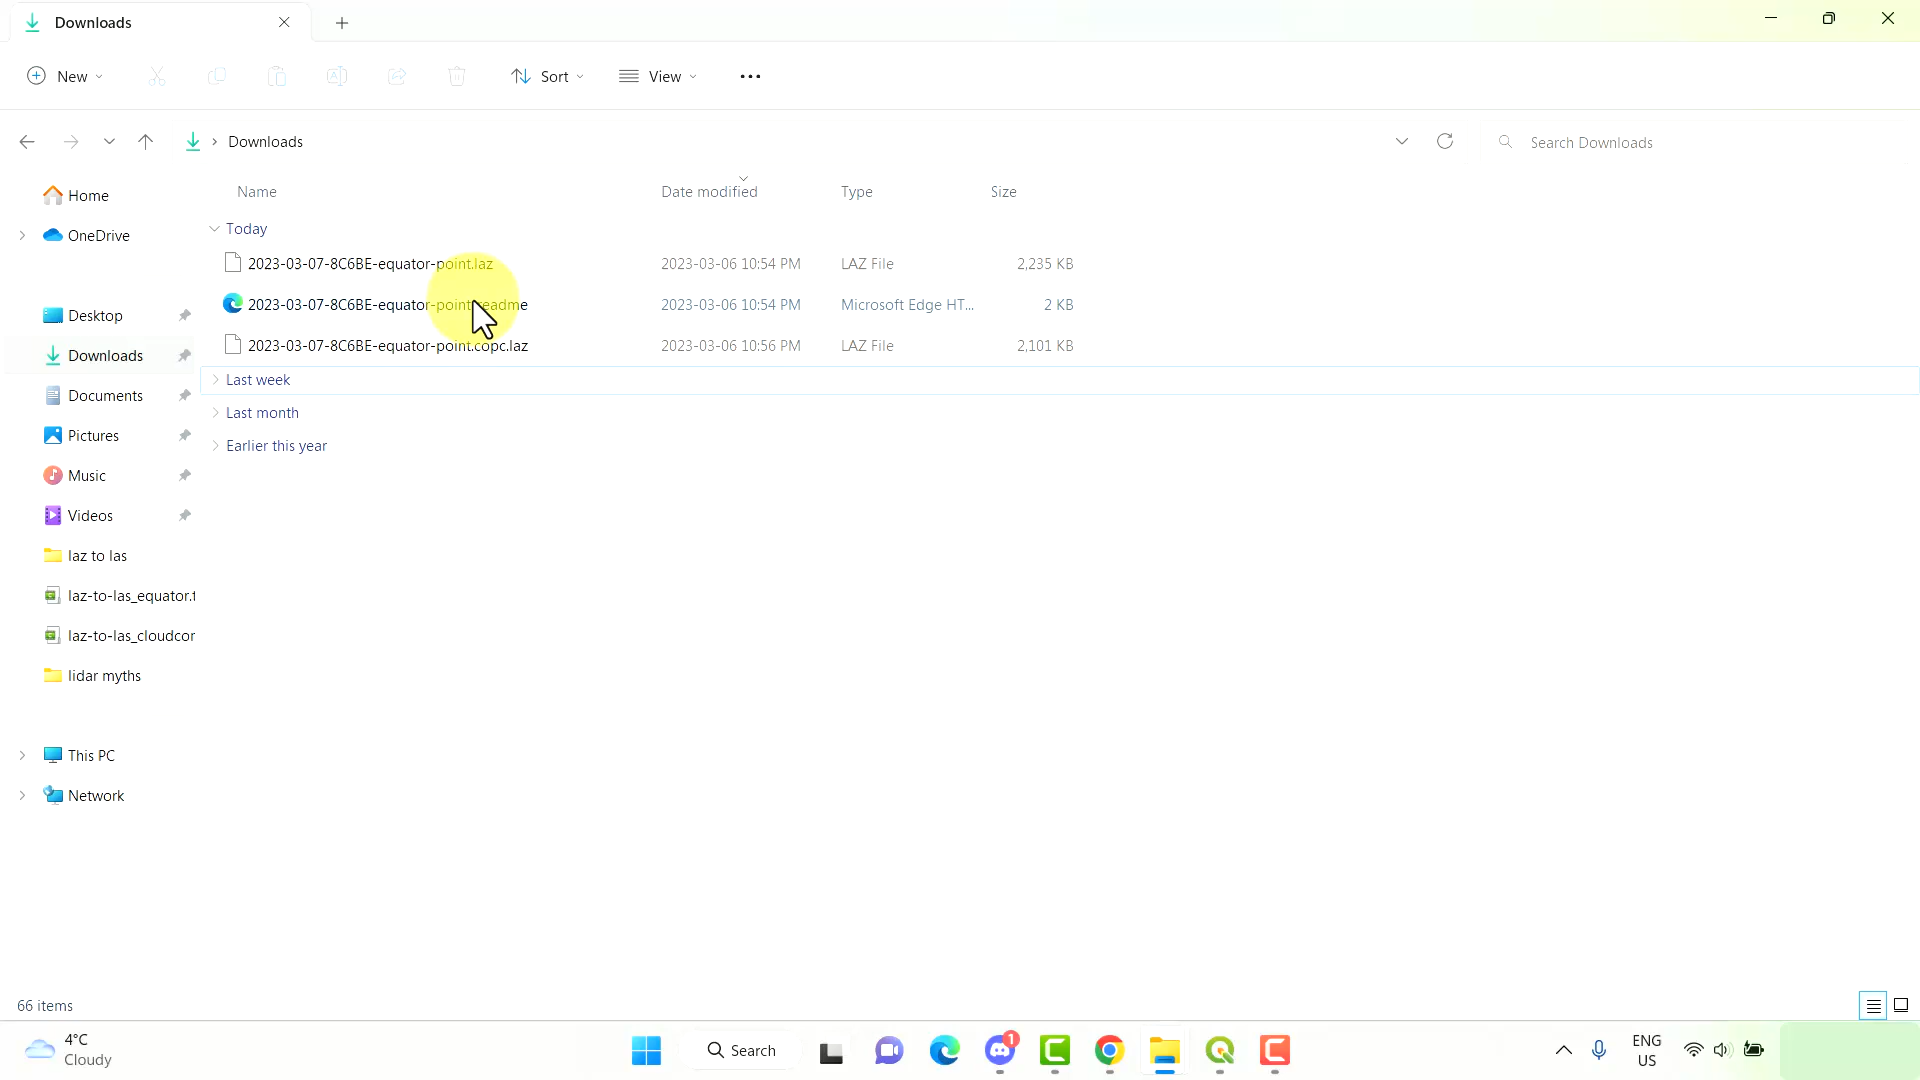 Downloads
New
Sort
View
Downloads
Search Downloads
Name
Date modified
Type
Size
Home
OneDrive
Desktop
Downloads
Documents
Pictures
Music
Videos
laz to las
laz-to-las_equator.t
laz-to-las_cloudcor
lidar myths
This PC
Network
Today
2023-03-07-8C6BE-equator-point.laz 2023-03-06 10:54 PM LAZ File 2,235 KB
2023-03-07-8C6BE-equator-point.readme 2023-03-06 10:54 PM Microsoft Edge HT... 2 KB
2023-03-07-8C6BE-equator-point.copc.laz 2023-03-06 10:56 PM LAZ File 2,101 KB
Last week
Last month
Earlier this year
66 items
4°C
Cloudy
Search
1
ENG
US